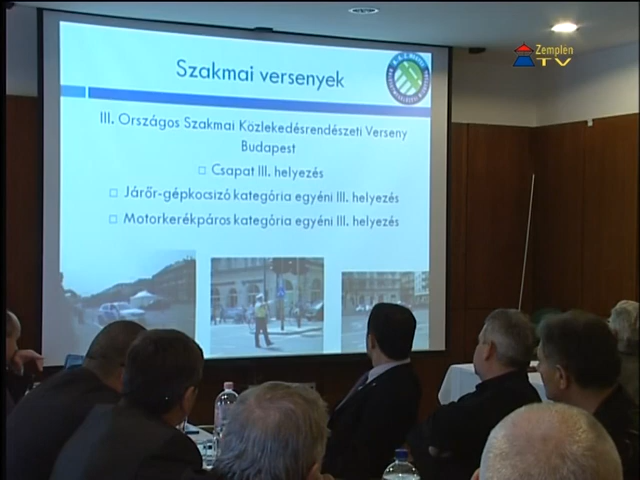 Zemplén
TV
Szakmai versenyek
III. Országos Szakmai Közlekedésrendészeti Verseny
Budapest
□ Csapat III. helyezés
□ Járőr-gépkocsizó kategória egyéni III. helyezés
□ Motorkerékpáros kategória egyéni III. helyezés